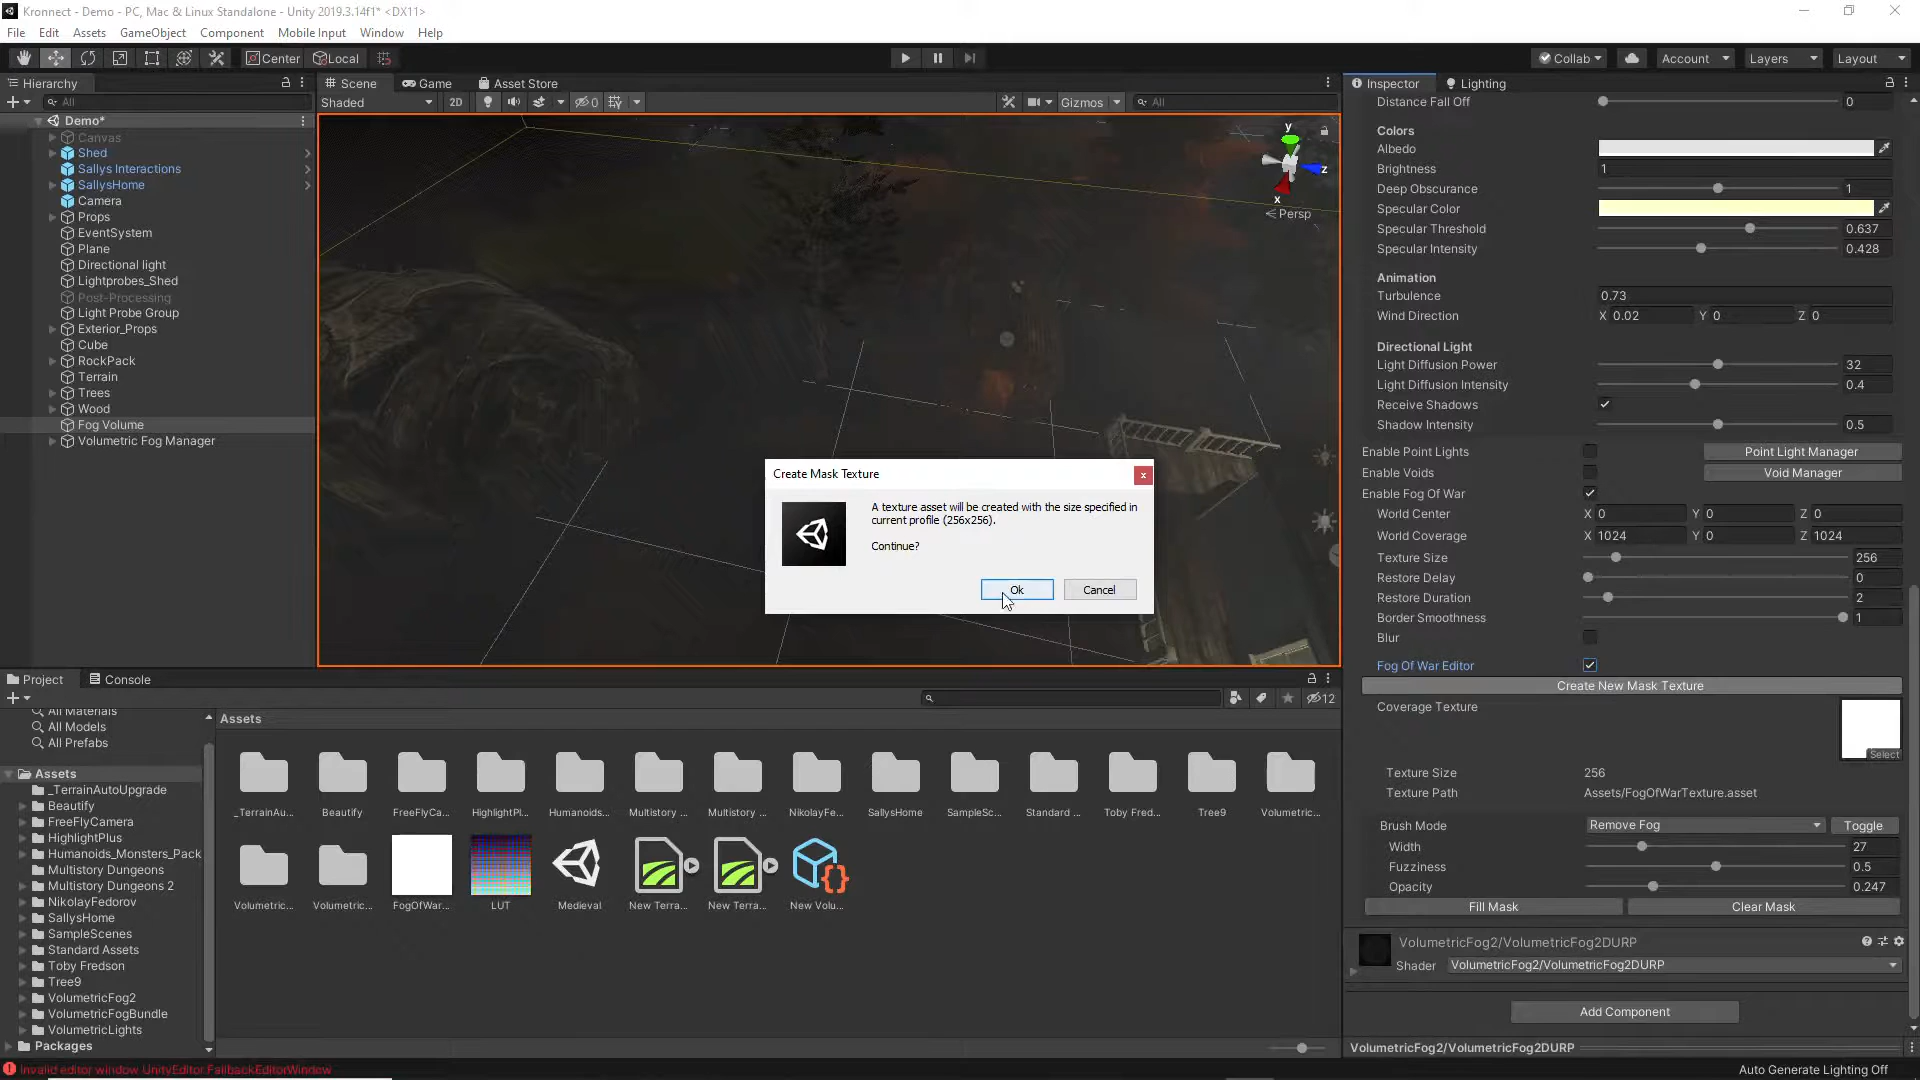 Kronnect - Demo - PC, Mac & Linux Standalone - Unity 2019.3.14f1* <DX11>
File Edit Assets GameObject Component Mobile Input Window Help
Center Local Collab Account Layers Layout
Hierarchy
All
Demo*
Canvas
Shed
Sallys Interactions
SallysHome
Camera
Props
EventSystem
Plane
Directional light
Lightprobes_Shed
Post-Processing
Light Probe Group
Exterior_Props
Cube
RockPack
Terrain
Trees
Wood
Fog Volume
Volumetric Fog Manager
Scene Game Asset Store
Shaded 2D 0 Gizmos All
y
z
x
Persp
Create Mask Texture
x
A texture asset will be created with the size specified in
current profile (256x256).
Continue?
Ok Cancel
Inspector Lighting
Distance Fall Off 0
Colors
Albedo
Brightness 1
Deep Obscurance 1
Specular Color
Specular Threshold 0.637
Specular Intensity 0.428
Animation
Turbulence 0.73
Wind Direction X 0.02 Y 0 Z 0
Directional Light
Light Diffusion Power 32
Light Diffusion Intensity 0.4
Receive Shadows
Shadow Intensity 0.5
Enable Point Lights Point Light Manager
Enable Voids Void Manager
Enable Fog Of War
World Center X 0 Y 0 Z 0
World Coverage X 1024 Y 0 Z 1024
Texture Size 256
Restore Delay 0
Restore Duration 2
Border Smoothness 1
Blur
Fog Of War Editor
Create New Mask Texture
Coverage Texture
Select
Texture Size 256
Texture Path Assets/FogOfWarTexture.asset
Brush Mode Remove Fog Toggle
Width 27
Fuzziness 0.5
Opacity 0.247
Fill Mask Clear Mask
VolumetricFog2/VolumetricFog2DURP
Shader VolumetricFog2/VolumetricFog2DURP
Add Component
VolumetricFog2/VolumetricFog2DURP
Project Console
12
All Materials
All Models
All Prefabs
Assets
_TerrainAutoUpgrade
Beautify
FreeFlyCamera
HighlightPlus
Humanoids_Monsters_Pack
Multistory Dungeons
Multistory Dungeons 2
NikolayFedorov
SallysHome
SampleScenes
Standard Assets
Toby Fredson
Tree9
VolumetricFog2
VolumetricFogBundle
VolumetricLights
Packages
Assets
_TerrainAu... Beautify FreeFlyCa... HighlightPl... Humanoids... Multistory ... Multistory ... NikolayFe... SallysHome SampleSc... Standard ... Toby Fred... Tree9 Volumetric...
Volumetric... Volumetric... FogOfWar... LUT Medieval New Terra... New Terra... New Volu...
Invalid editor window UnityEditor.FallbackEditorWindow
Auto Generate Lighting Off